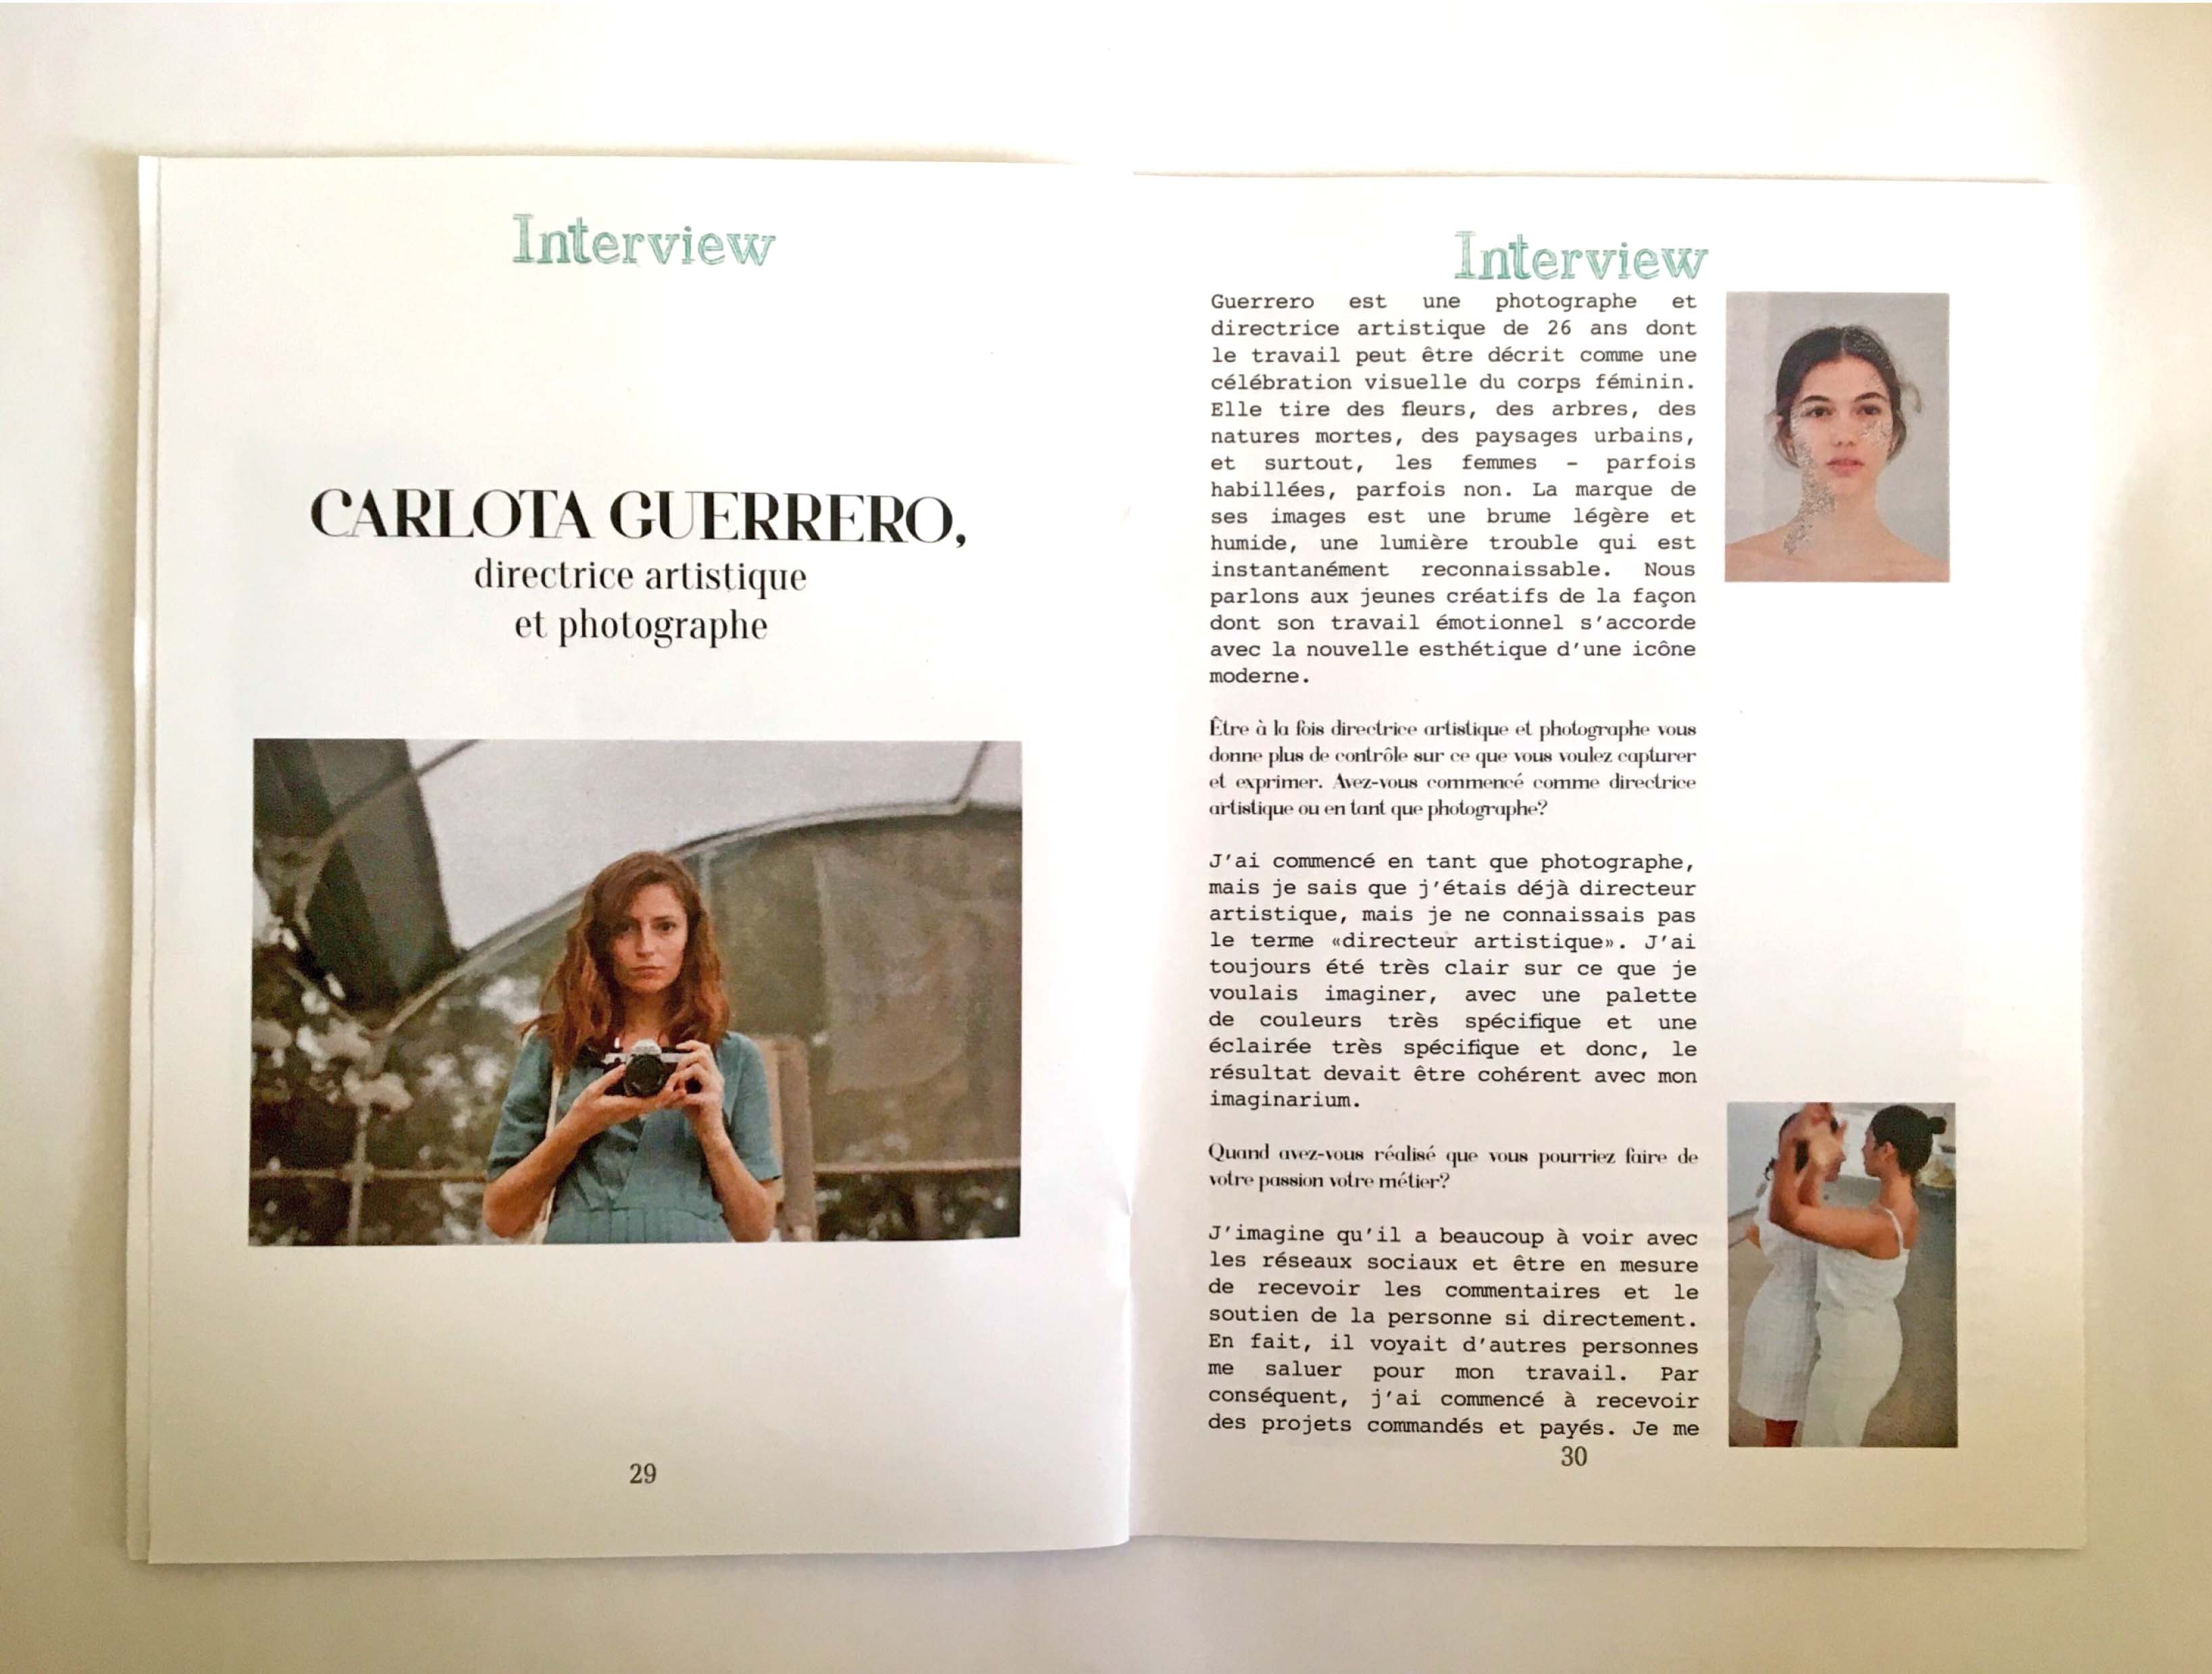 Interview
CARLOTA GUERRERO,
directrice artistique
et photographe
29
Interview
Guerrero est une photographe et
directrice artistique de 26 ans dont
le travail peut être décrit comme une
célébration visuelle du corps féminin.
Elle tire des fleurs, des arbres, des
natures mortes, des paysages urbains,
et surtout, les femmes – parfois
habillées, parfois non. La marque de
ses images est une brume légère et
humide, une lumière trouble qui est
instantanément reconnaissable. Nous
parlons aux jeunes créatifs de la façon
dont son travail émotionnel s'accorde
avec la nouvelle esthétique d'une icône
moderne.
Être à la fois directrice artistique et photographe vous
donne plus de contrôle sur ce que vous voulez capturer
et exprimer. Avez-vous commencé comme directrice
artistique ou en tant que photographe?
J'ai commencé en tant que photographe,
mais je sais que j'étais déjà directeur
artistique, mais je ne connaissais pas
le terme «directeur artistique». J'ai
toujours été très clair sur ce que je
voulais imaginer, avec une palette
de couleurs très spécifique et une
éclairée très spécifique et donc, le
résultat devait être cohérent avec mon
imaginarium.
Quand avez-vous réalisé que vous pourriez faire de
votre passion votre métier?
J'imagine qu'il a beaucoup à voir avec
les réseaux sociaux et être en mesure
de recevoir les commentaires et le
soutien de la personne si directement.
En fait, il voyait d'autres personnes
me saluer pour mon travail. Par
conséquent, j'ai commencé à recevoir
des projets commandés et payés. Je me
30